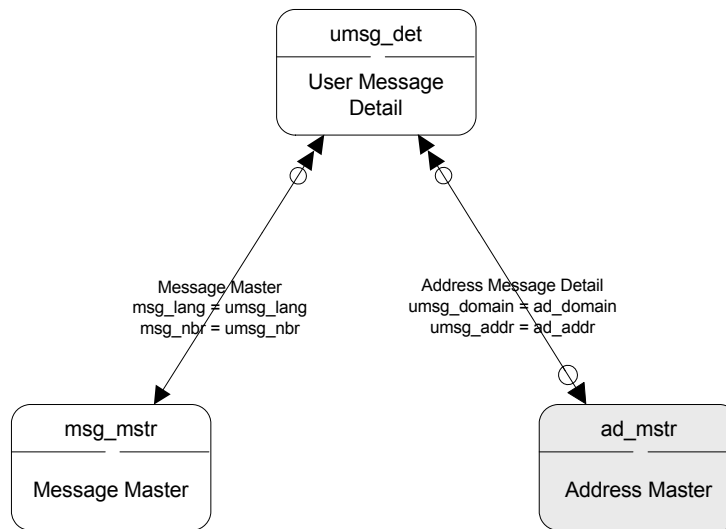 umsg_det
User Message
Detail
Message Master
msg_lang = umsg_lang
msg_nbr = umsg_nbr
Address Message Detail
umsg_domain = ad_domain
umsg_addr = ad_addr
msg_mstr
Message Master
ad_mstr
Address Master